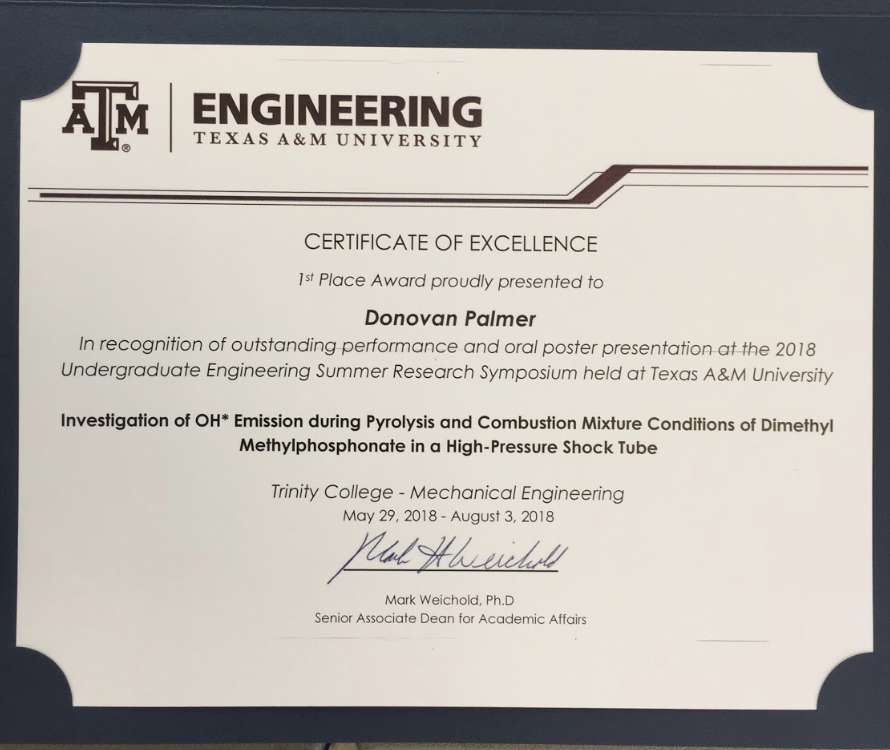 ATM® ENGINEERING
TEXAS A&M UNIVERSITY
CERTIFICATE OF EXCELLENCE
1st Place Award proudly presented to
Donovan Palmer
In recognition of outstanding performance and oral poster presentation at the 2018
Undergraduate Engineering Summer Research Symposium held at Texas A&M University
Investigation of OH* Emission during Pyrolysis and Combustion Mixture Conditions of Dimethyl
Methylphosphonate in a High-Pressure Shock Tube
Trinity College - Mechanical Engineering
May 29, 2018 - August 3, 2018
Mark H Weichold
Mark Weichold, Ph.D
Senior Associate Dean for Academic Affairs